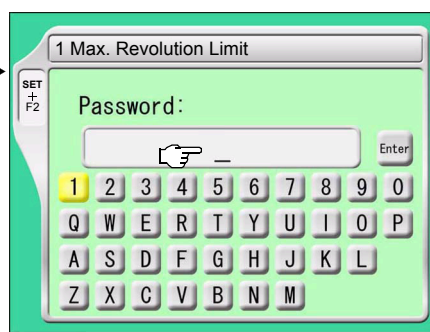 1 Max. Revolution Limit
SET
+
F2
Password:
_
Enter
1 2 3 4 5 6 7 8 9 0
Q W E R T Y U I O P
A S D F G H J K L
Z X C V B N M